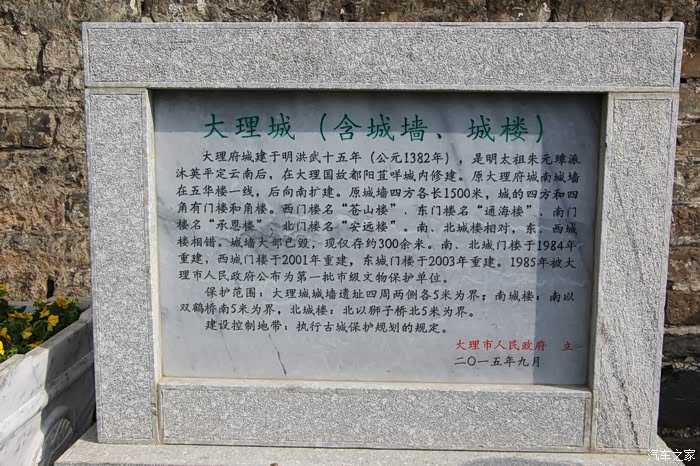 大理城（含城墙、城楼）
大理府城建于明洪武十五年（公元1382年），是明太祖朱元璋派
沐英平定云南后，在大理国故都阳苴咩城内修建。原大理府城南城墙
在五华楼一线，后向南扩建。原城墙四方各长1500米，城的四方和四
角有门楼和角楼。西门楼名“苍山楼”、东门楼名“通海楼”、南门
楼名“承恩楼”、北门楼名“安远楼”。南、北城楼相对，东、西城
楼相错。城墙大部已毁，现仅存约300余米。南、北城门楼于1984年
重建，西城门楼于2001年重建，东城门楼于2003年重建。1985年被大
理市人民政府公布为第一批市级文物保护单位。
保护范围：大理城城墙遗址四周两侧各5米为界；南城楼：南以
双鹤桥南5米为界，北城楼：北以狮子桥北5米为界。
建设控制地带：执行古城保护规划的规定。
大理市人民政府 立
二〇一五年九月
汽车之家